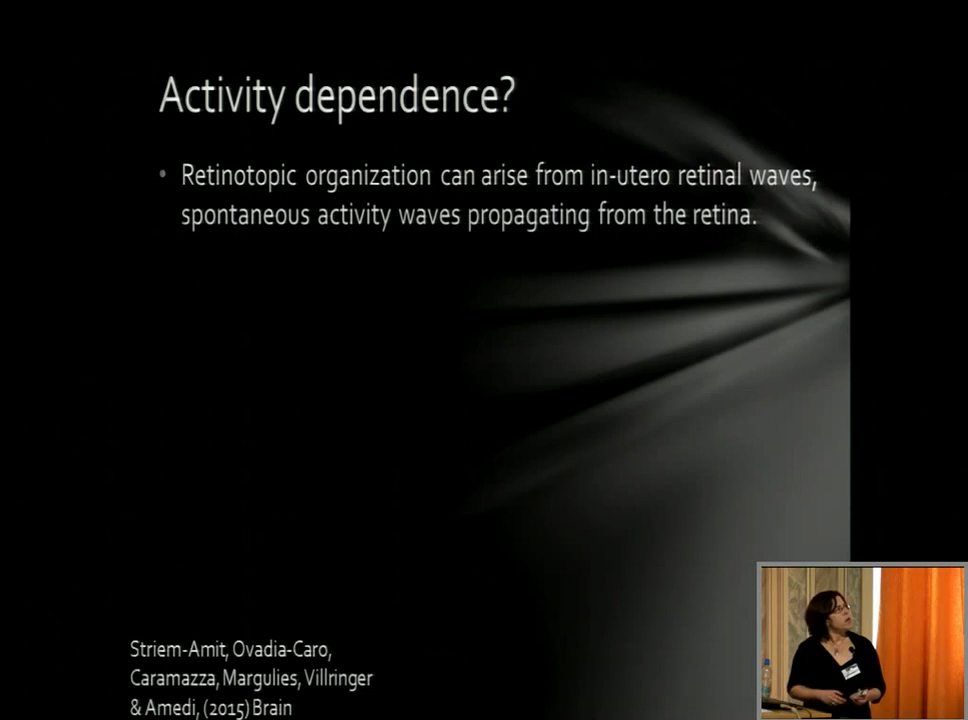 Activity dependence?
• Retinotopic organization can arise from in-utero retinal waves,
spontaneous activity waves propagating from the retina.
Striem-Amit, Ovadia-Caro,
Caramazza, Margulies, Villringer
& Amedi, (2015) Brain